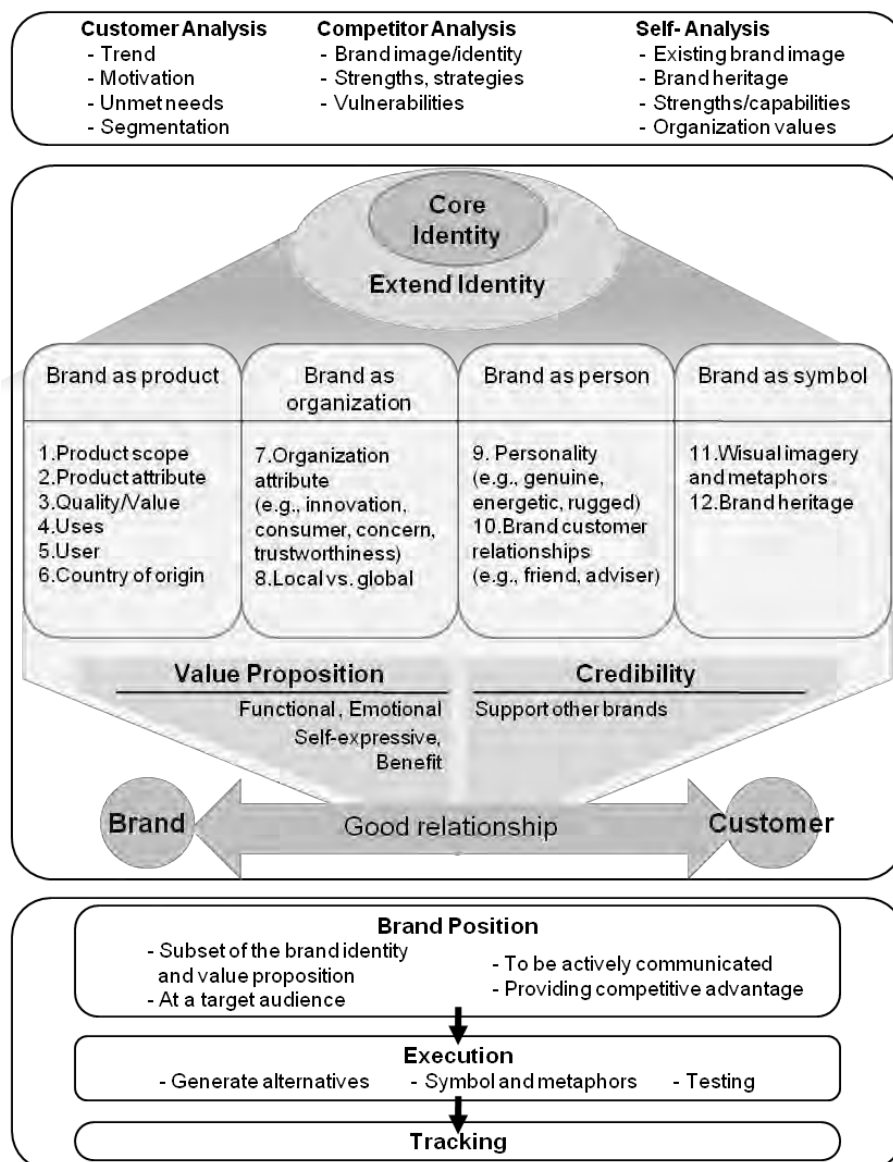 Customer Analysis
- Trend
- Motivation
- Unmet needs
- Segmentation
Competitor Analysis
- Brand image/identity
- Strengths, strategies
- Vulnerabilities
Self- Analysis
- Existing brand image
- Brand heritage
- Strengths/capabilities
- Organization values
Core
Identity
Extend Identity
Brand as product
1.Product scope
2.Product attribute
3.Quality/Value
4.Uses
5.User
6.Country of origin
Brand as
organization
7.Organization
attribute
(e.g., innovation,
consumer, concern,
trustworthiness)
8.Local vs. global
Brand as person
9. Personality
(e.g., genuine,
energetic, rugged)
10.Brand customer
relationships
(e.g., friend, adviser)
Brand as symbol
11.Wisual imagery
and metaphors
12.Brand heritage
Value Proposition
Functional, Emotional
Self-expressive,
Benefit
Credibility
Support other brands
Brand
Good relationship
Customer
Brand Position
- Subset of the brand identity
and value proposition
- At a target audience
- To be actively communicated
- Providing competitive advantage
Execution
- Generate alternatives
- Symbol and metaphors
- Testing
Tracking